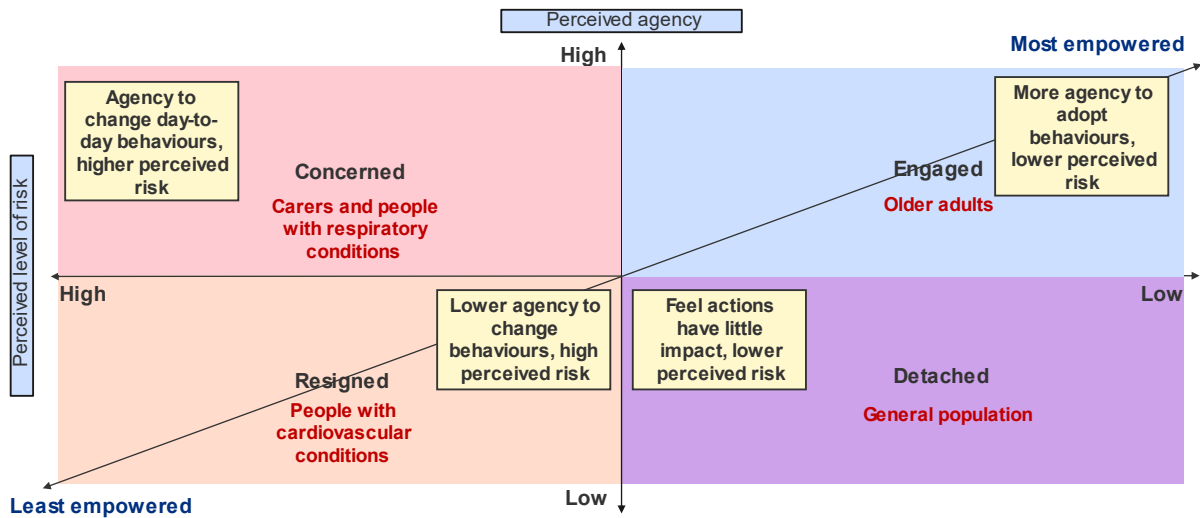 Perceived agency
High
Most empowered
Agency to
change day-to-
day behaviours,
higher perceived
risk
More agency to
adopt
behaviours,
lower perceived
risk
Concerned
Carers and people
with respiratory
conditions
Engaged
Older adults
Perceived level of risk
High
Low
Lower agency to
change
behaviours, high
perceived risk
Feel actions
have little
impact, lower
perceived risk
Resigned
People with
cardiovascular
conditions
Detached
General population
Least empowered
Low